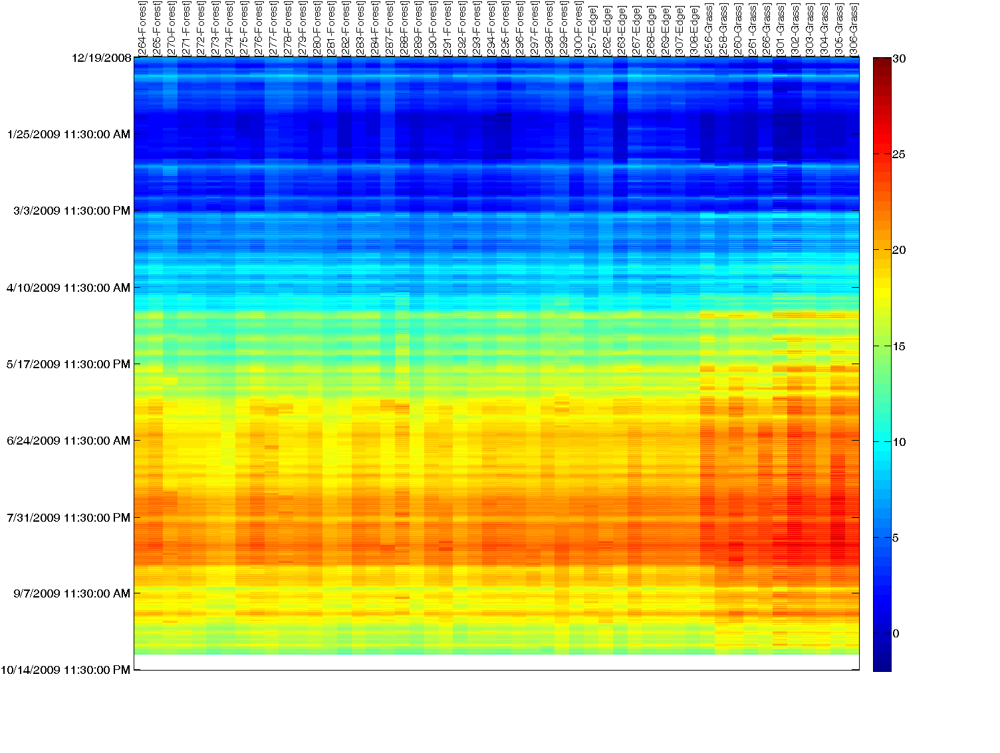 [264-Forest]
[265-Forest]
[270-Forest]
[271-Forest]
[272-Forest]
[273-Forest]
[274-Forest]
[275-Forest]
[276-Forest]
[277-Forest]
[278-Forest]
[279-Forest]
[280-Forest]
[281-Forest]
[282-Forest]
[283-Forest]
[284-Forest]
[287-Forest]
[288-Forest]
[289-Forest]
[290-Forest]
[291-Forest]
[292-Forest]
[293-Forest]
[294-Forest]
[295-Forest]
[296-Forest]
[297-Forest]
[298-Forest]
[299-Forest]
[300-Forest]
[257-Edge]
[262-Edge]
[263-Edge]
[267-Edge]
[268-Edge]
[269-Edge]
[307-Edge]
[308-Edge]
[256-Grass]
[258-Grass]
[260-Grass]
[261-Grass]
[266-Grass]
[301-Grass]
[302-Grass]
[303-Grass]
[304-Grass]
[305-Grass]
[306-Grass]
12/19/2008
1/25/2009 11:30:00 AM
3/3/2009 11:30:00 PM
4/10/2009 11:30:00 AM
5/17/2009 11:30:00 PM
6/24/2009 11:30:00 AM
7/31/2009 11:30:00 PM
9/7/2009 11:30:00 AM
10/14/2009 11:30:00 PM
30
25
20
15
10
5
0